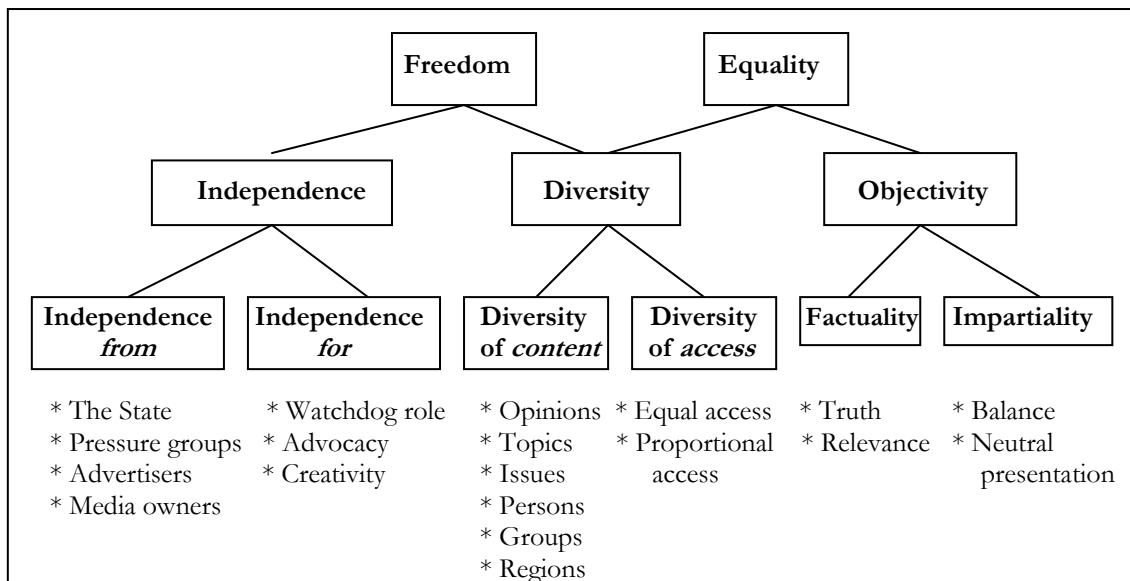 Freedom
Equality
Independence
Diversity
Objectivity
Independence
from
Independence
for
Diversity
of content
Diversity
of access
Factuality
Impartiality
* The State
* Pressure groups
* Advertisers
* Media owners
* Watchdog role
* Advocacy
* Creativity
* Opinions
* Topics
* Issues
* Persons
* Groups
* Regions
* Equal access
* Proportional
access
* Truth
* Relevance
* Balance
* Neutral
presentation